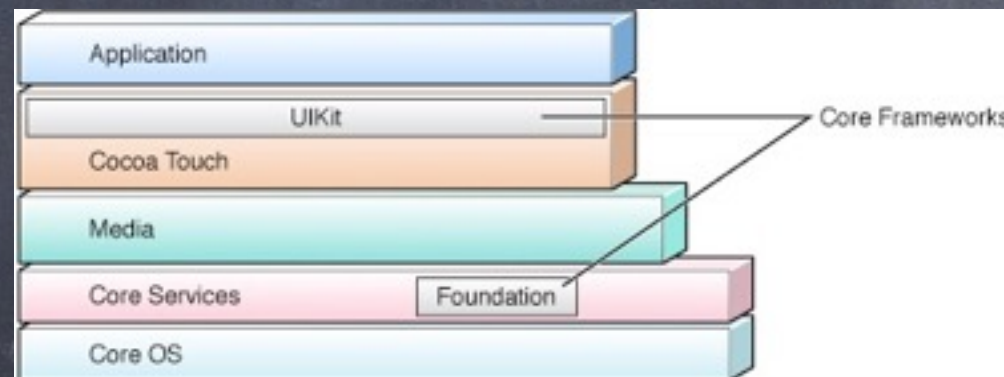 Application
UIKit
Core Frameworks
Cocoa Touch
Media
Core Services
Foundation
Core OS